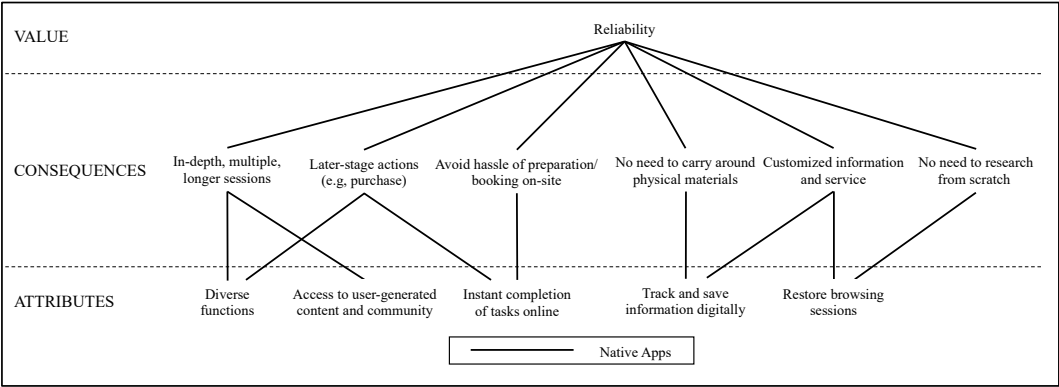 VALUE
Reliability
CONSEQUENCES
In-depth, multiple,
longer sessions
Later-stage actions
(e.g, purchase)
Avoid hassle of preparation/
booking on-site
No need to carry around
physical materials
Customized information
and service
No need to research
from scratch
ATTRIBUTES
Diverse
functions
Access to user-generated
content and community
Instant completion
of tasks online
Track and save
information digitally
Restore browsing
sessions
Native Apps